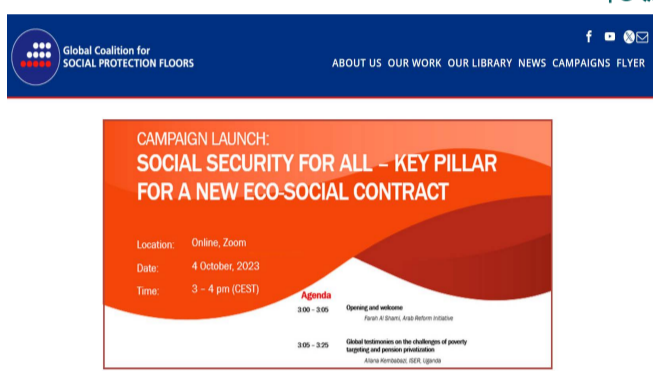 Global Coalition for
SOCIAL PROTECTION FLOORS
ABOUT US OUR WORK OUR LIBRARY NEWS CAMPAIGNS FLYER
CAMPAIGN LAUNCH:
SOCIAL SECURITY FOR ALL – KEY PILLAR
FOR A NEW ECO-SOCIAL CONTRACT
Location: Online, Zoom
Date: 4 October, 2023
Time: 3 – 4 pm (CEST)
Agenda
3:00 – 3:05 Opening and welcome
Farah Al Shami, Arab Reform Initiative
3:05 – 3:25 Global testimonies on the challenges of poverty
targeting and pension privatization
Allana Kembabazi, ISER, Uganda